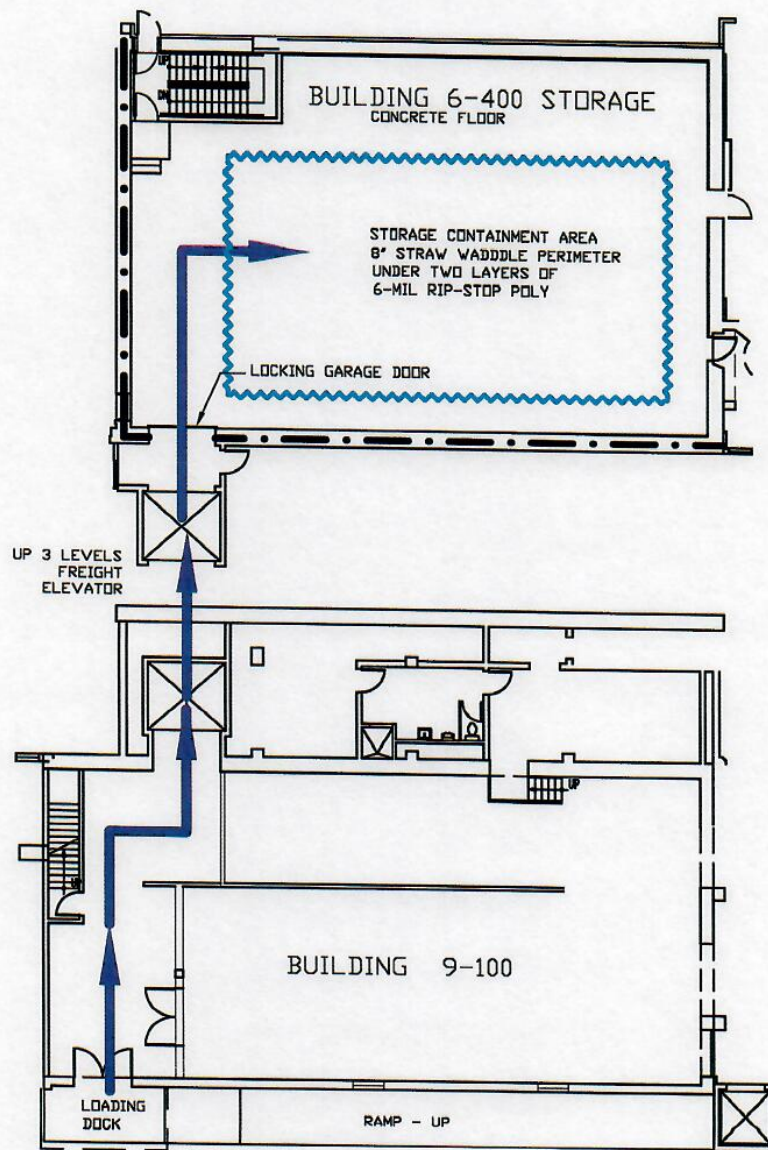 UP
DN
BUILDING 6-400 STORAGE
CONCRETE FLOOR
STORAGE CONTAINMENT AREA
8" STRAW WADDDLE PERIMETER
UNDER TWO LAYERS OF
6-MIL RIP-STOP POLY
LOCKING GARAGE DOOR
UP 3 LEVELS
FREIGHT
ELEVATOR
UP
UP
BUILDING 9-100
LOADING
DOCK
RAMP - UP